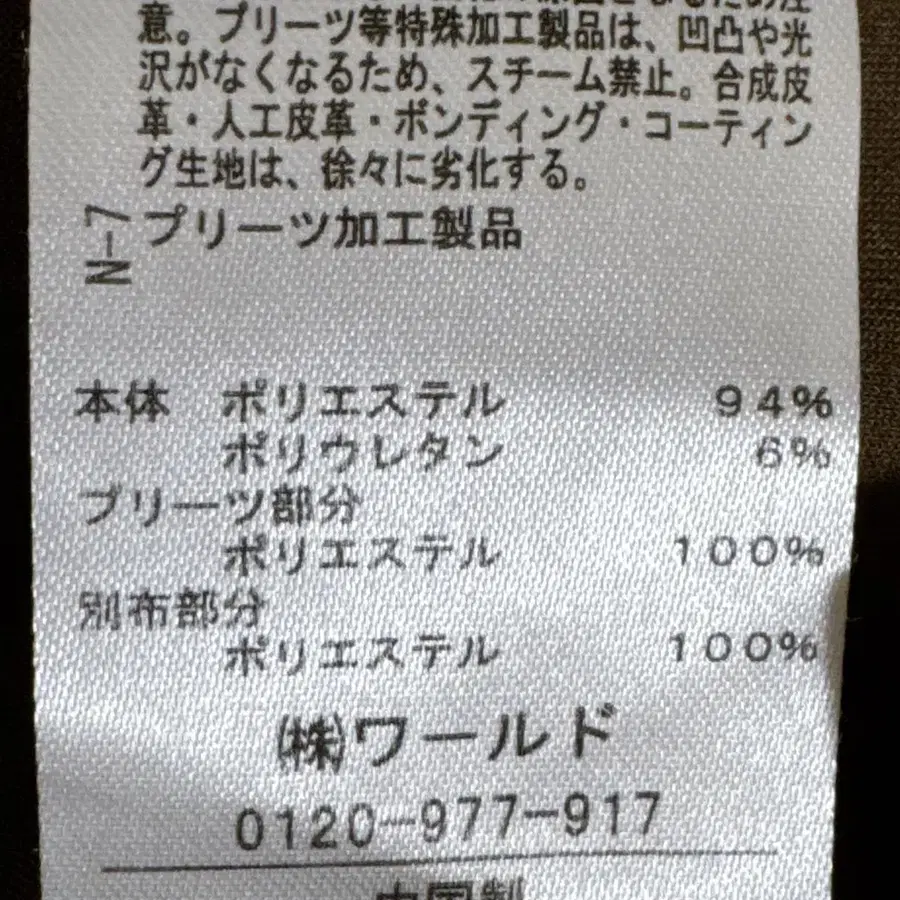 意。プリーツ等特殊加工製品は、凹凸や光
沢がなくなるため、スチーム禁止。合成皮
革・人工皮革・ボンディング・コーティン
グ生地は、徐々に劣化する。
N-7 プリーツ加工製品
本体 ポリエステル 94%
ポリウレタン 6%
プリーツ部分
ポリエステル 100%
別布部分
ポリエステル 100%
㈱ワールド
0120-977-917
中国製